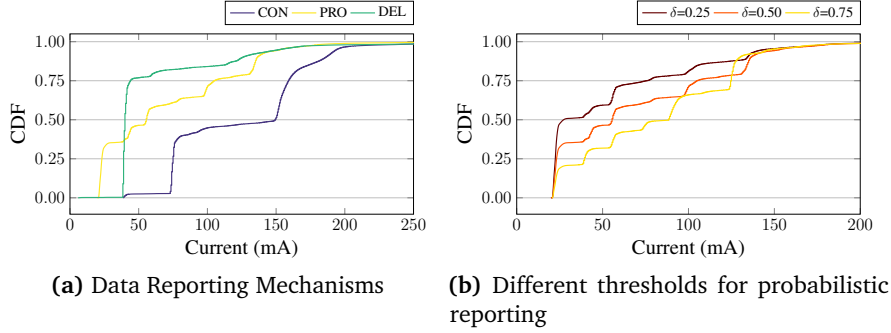 CON PRO DEL
1.00
0.75
0.50
0.25
0.00
CDF
0 50 100 150 200 250
Current (mA)
(a) Data Reporting Mechanisms
δ=0.25 δ=0.50 δ=0.75
1.00
0.75
0.50
0.25
0.00
CDF
0 50 100 150 200
Current (mA)
(b) Different thresholds for probabilistic
reporting